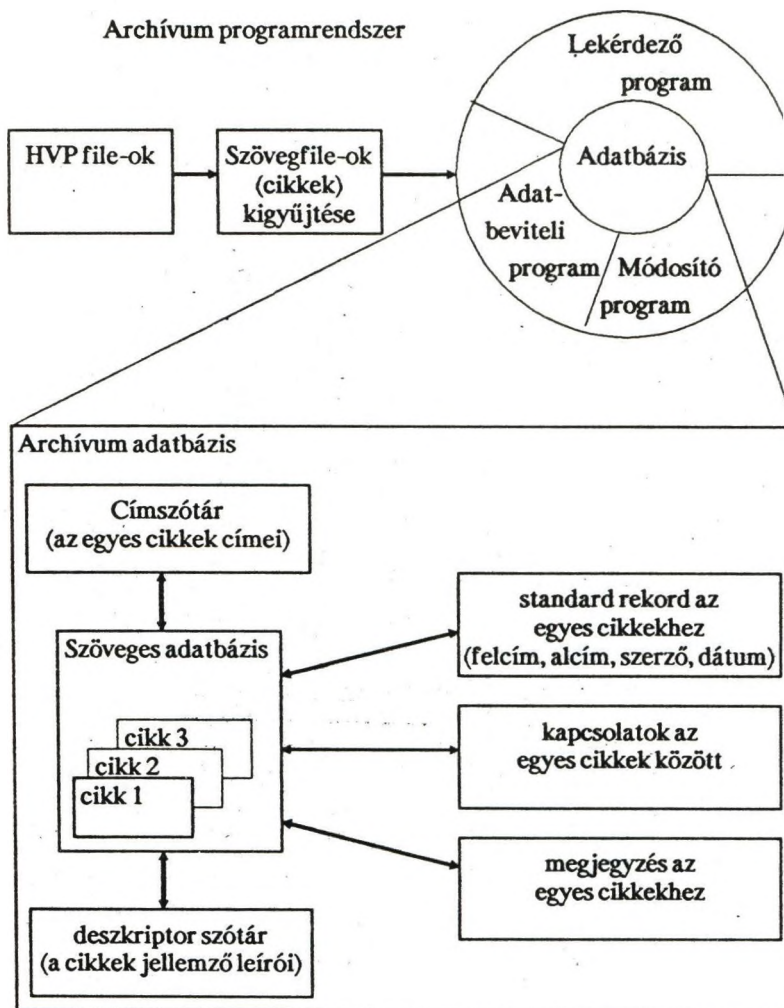 Archívum programrendszer
HVP file-ok
Szövegfile-ok
(cikkek)
kigyűjtése
Lekérdező
program
Adatbázis
Adat-
beviteli
program
Módosító
program
Archívum adatbázis
Címszótár
(az egyes cikkek címei)
Szöveges adatbázis
cikk 3
cikk 2
cikk 1
deszkriptor szótár
(a cikkek jellemző leírói)
standard rekord az
egyes cikkekhez
(felcím, alcím, szerző, dátum)
kapcsolatok az
egyes cikkek között
megjegyzés az
egyes cikkekhez